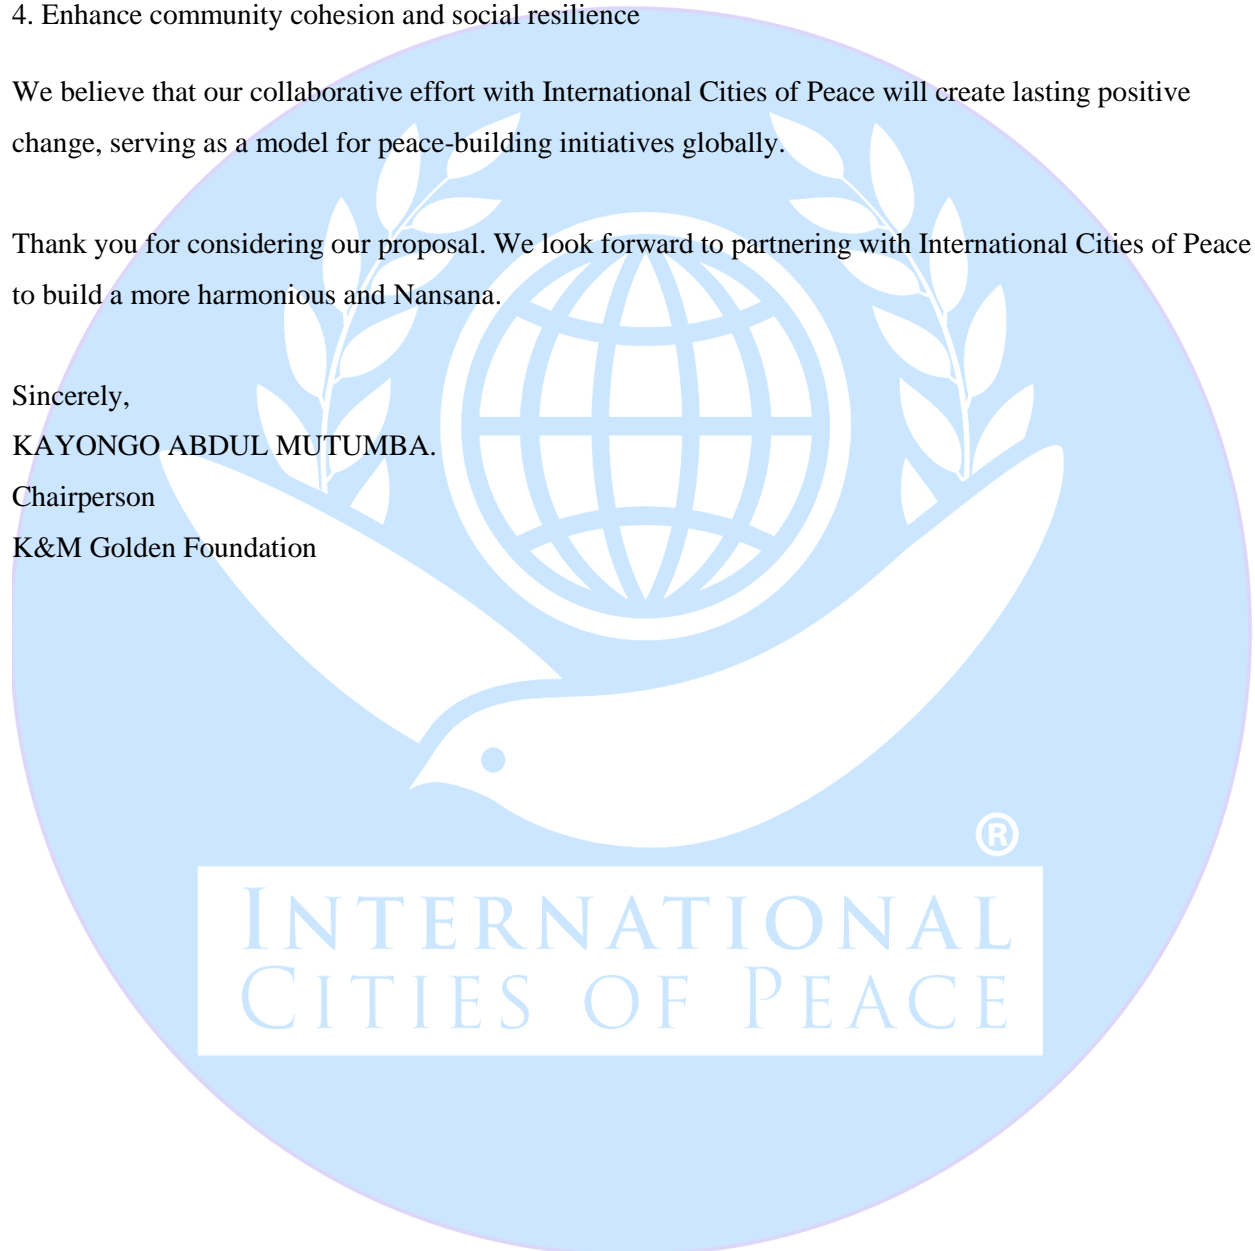 4. Enhance community cohesion and social resilience
We believe that our collaborative effort with International Cities of Peace will create lasting positive
change, serving as a model for peace-building initiatives globally.
Thank you for considering our proposal. We look forward to partnering with International Cities of Peace
to build a more harmonious and Nansana.
Sincerely,
KAYONGO ABDUL MUTUMBA.
Chairperson
K&M Golden Foundation
®
INTERNATIONAL
CITIES OF PEACE